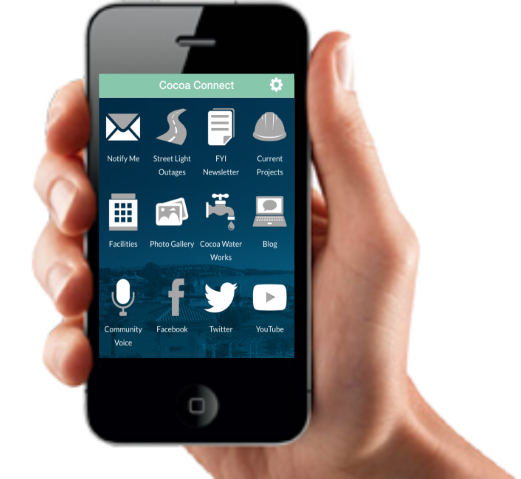 Cocoa Connect
Notify Me
Street Light
Outages
FYI
Newsletter
Current
Projects
Facilities
Photo Gallery
Cocoa Water
Works
Blog
Community
Voice
Facebook
Twitter
YouTube